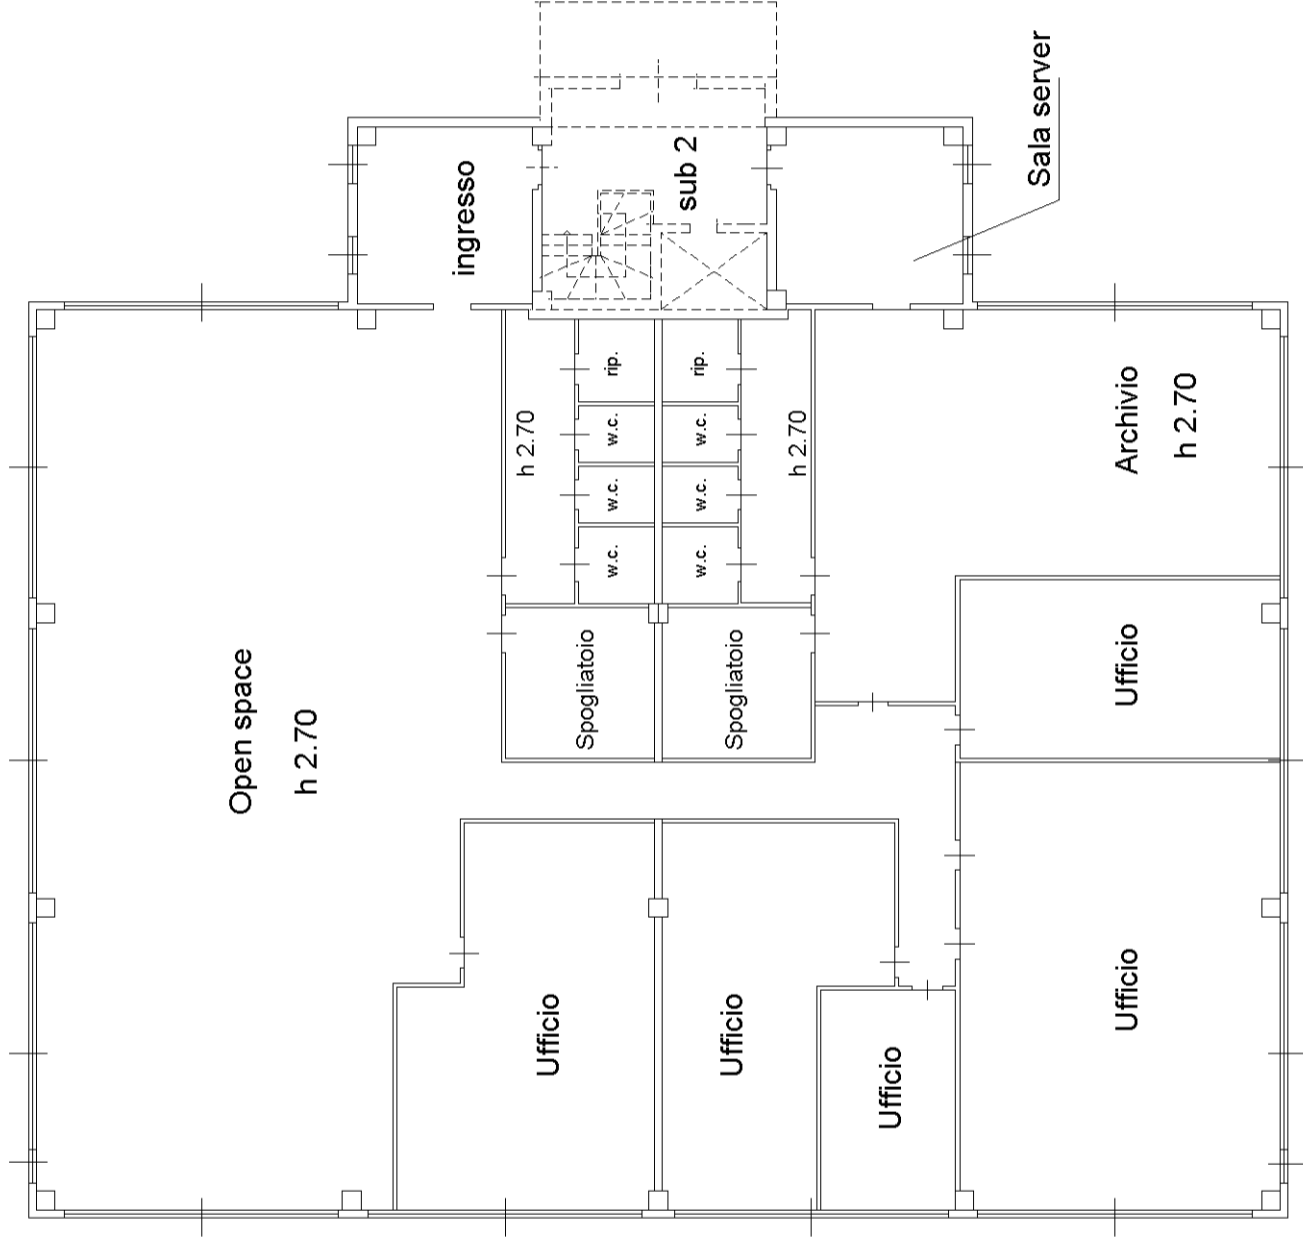 Sala server
sub 2
ingresso
rip.
rip.
h 2.70
w.c.
w.c.
h 2.70
Archivio
h 2.70
w.c.
w.c.
w.c.
w.c.
Spogliatoio
Spogliatoio
Ufficio
Open space
h 2.70
Ufficio
Ufficio
Ufficio
Ufficio